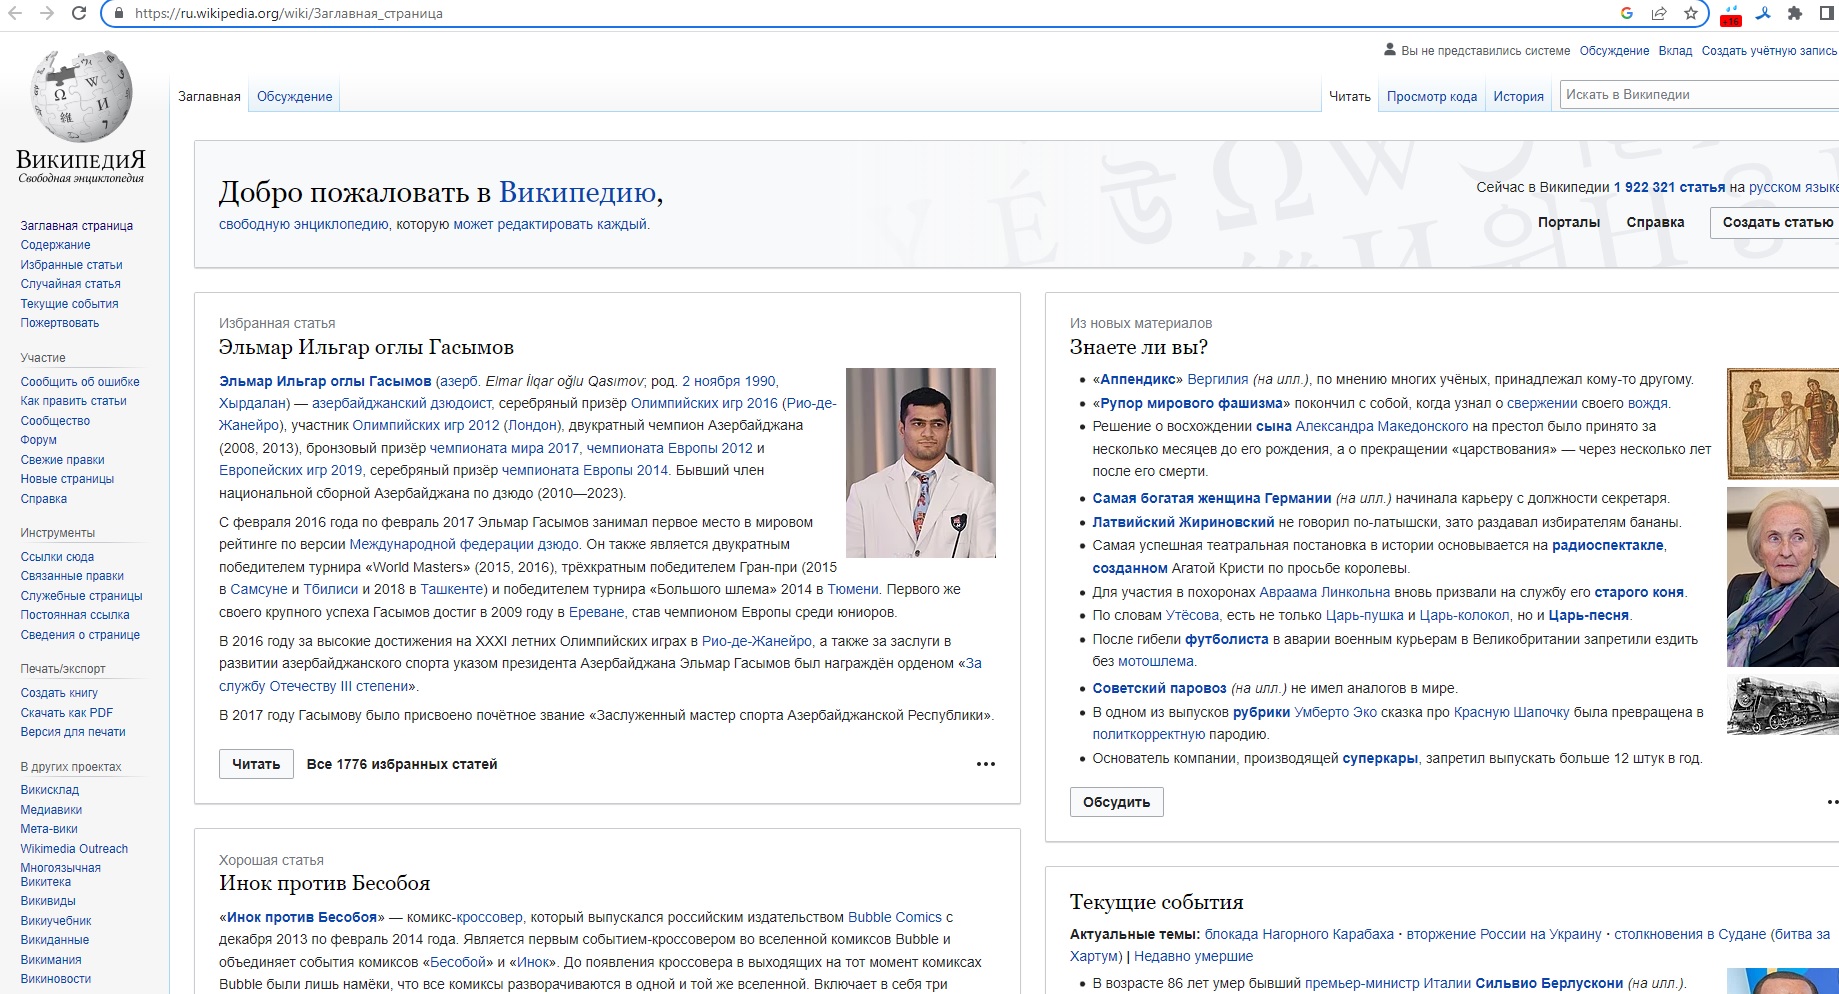 https://ru.wikipedia.org/wiki/Заглавная_страница
+16
Вы не представились системе Обсуждение Вклад Создать учётную запись
ВикипедиЯ
Свободная энциклопедия
Заглавная Обсуждение
Читать Просмотр кода История Искать в Википедии
Заглавная страница
Содержание
Избранные статьи
Случайная статья
Текущие события
Пожертвовать
Участие
Сообщить об ошибке
Как править статьи
Сообщество
Форум
Свежие правки
Новые страницы
Справка
Инструменты
Ссылки сюда
Связанные правки
Служебные страницы
Постоянная ссылка
Сведения о странице
Печать/экспорт
Создать книгу
Скачать как PDF
Версия для печати
В других проектах
Викисклад
Медиавики
Мета-вики
Wikimedia Outreach
Многоязычная
Викитека
Викивиды
Викиучебник
Викиданные
Викимания
Викиновости
Добро пожаловать в Википедию,
свободную энциклопедию, которую может редактировать каждый.
Сейчас в Википедии 1 922 321 статья на русском языке
Порталы Справка Создать статью
Избранная статья
Эльмар Ильгар оглы Гасымов
Эльмар Ильгар оглы Гасымов (азерб. Elmar İlqar oğlu Qasımov; род. 2 ноября 1990,
Хырдалан) — азербайджанский дзюдоист, серебряный призёр Олимпийских игр 2016 (Рио-де-
Жанейро), участник Олимпийских игр 2012 (Лондон), двукратный чемпион Азербайджана
(2008, 2013), бронзовый призёр чемпионата мира 2017, чемпионата Европы 2012 и
Европейских игр 2019, серебряный призёр чемпионата Европы 2014. Бывший член
национальной сборной Азербайджана по дзюдо (2010—2023).
С февраля 2016 года по февраль 2017 Эльмар Гасымов занимал первое место в мировом
рейтинге по версии Международной федерации дзюдо. Он также является двукратным
победителем турнира «World Masters» (2015, 2016), трёхкратным победителем Гран-при (2015
в Самсуне и Тбилиси и 2018 в Ташкенте) и победителем турнира «Большого шлема» 2014 в Тюмени. Первого же
своего крупного успеха Гасымов достиг в 2009 году в Ереване, став чемпионом Европы среди юниоров.
В 2016 году за высокие достижения на XXXI летних Олимпийских играх в Рио-де-Жанейро, а также за заслуги в
развитии азербайджанского спорта указом президента Азербайджана Эльмар Гасымов был награждён орденом «За
службу Отечеству III степени».
В 2017 году Гасымову было присвоено почётное звание «Заслуженный мастер спорта Азербайджанской Республики».
Читать Все 1776 избранных статей
Хорошая статья
Инок против Бесобоя
«Инок против Бесобоя» — комикс-кроссовер, который выпускался российским издательством Bubble Comics с
декабря 2013 по февраль 2014 года. Является первым событием-кроссовером во вселенной комиксов Bubble и
объединяет события комиксов «Бесобой» и «Инок». До появления кроссовера в выходящих на тот момент комиксах
Bubble были лишь намёки, что все комиксы разворачиваются в одной и той же вселенной. Включает в себя три
Из новых материалов
Знаете ли вы?
«Аппендикс» Вергилия (на илл.), по мнению многих учёных, принадлежал кому-то другому.
«Рупор мирового фашизма» покончил с собой, когда узнал о свержении своего вождя.
Решение о восхождении сына Александра Македонского на престол было принято за
несколько месяцев до его рождения, а о прекращении «царствования» — через несколько лет
после его смерти.
Самая богатая женщина Германии (на илл.) начинала карьеру с должности секретаря.
Латвийский Жириновский не говорил по-латышски, зато раздавал избирателям бананы.
Самая успешная театральная постановка в истории основывается на радиоспектакле,
созданном Агатой Кристи по просьбе королевы.
Для участия в похоронах Авраама Линкольна вновь призвали на службу его старого коня.
По словам Утёсова, есть не только Царь-пушка и Царь-колокол, но и Царь-песня.
После гибели футболиста в аварии военным курьерам в Великобритании запретили ездить
без мотошлема.
Советский паровоз (на илл.) не имел аналогов в мире.
В одном из выпусков рубрики Умберто Эко сказка про Красную Шапочку была превращена в
политкорректную пародию.
Основатель компании, производящей суперкары, запретил выпускать больше 12 штук в год.
Обсудить
Текущие события
Актуальные темы: блокада Нагорного Карабаха · вторжение России на Украину · столкновения в Судане (битва за
Хартум) | Недавно умершие
В возрасте 86 лет умер бывший премьер-министр Италии Сильвио Берлускони (на илл.).